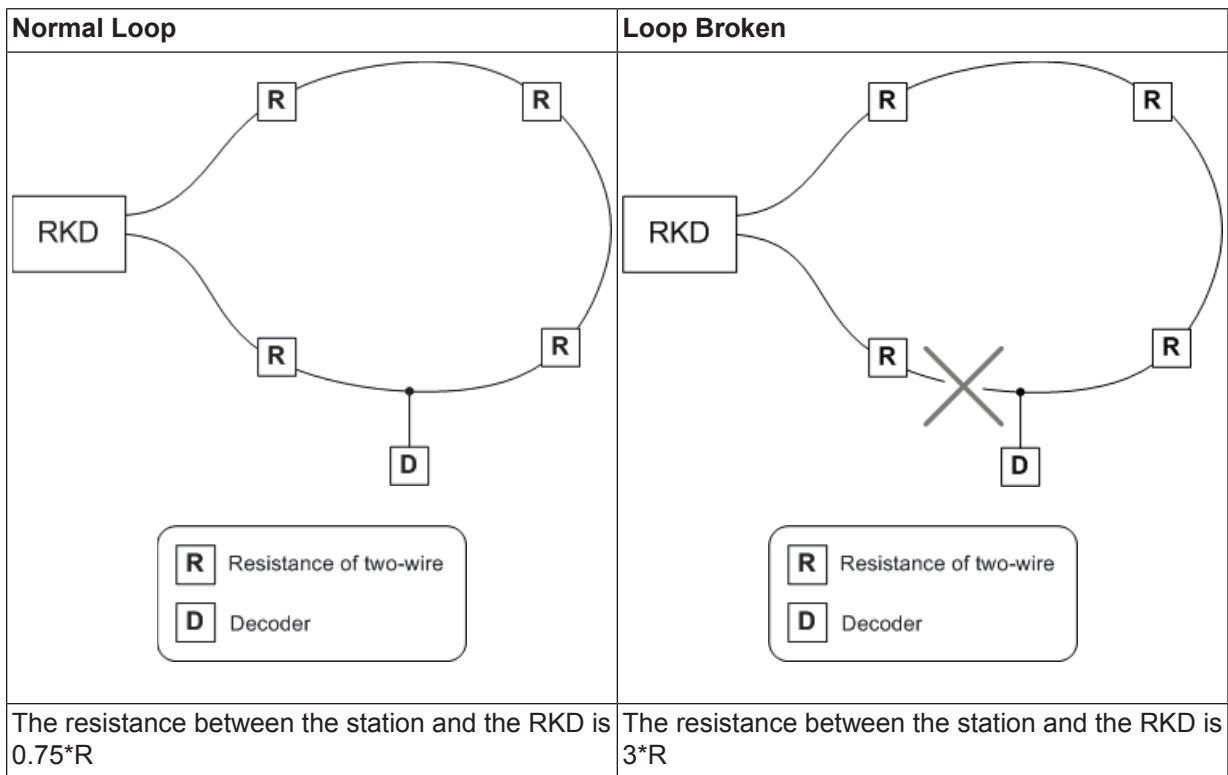 Normal Loop
Loop Broken
R
R
RKD
R
R
D
R Resistance of two-wire
D Decoder
R
R
RKD
R
R
D
R Resistance of two-wire
D Decoder
The resistance between the station and the RKD is
0.75*R
The resistance between the station and the RKD is
3*R